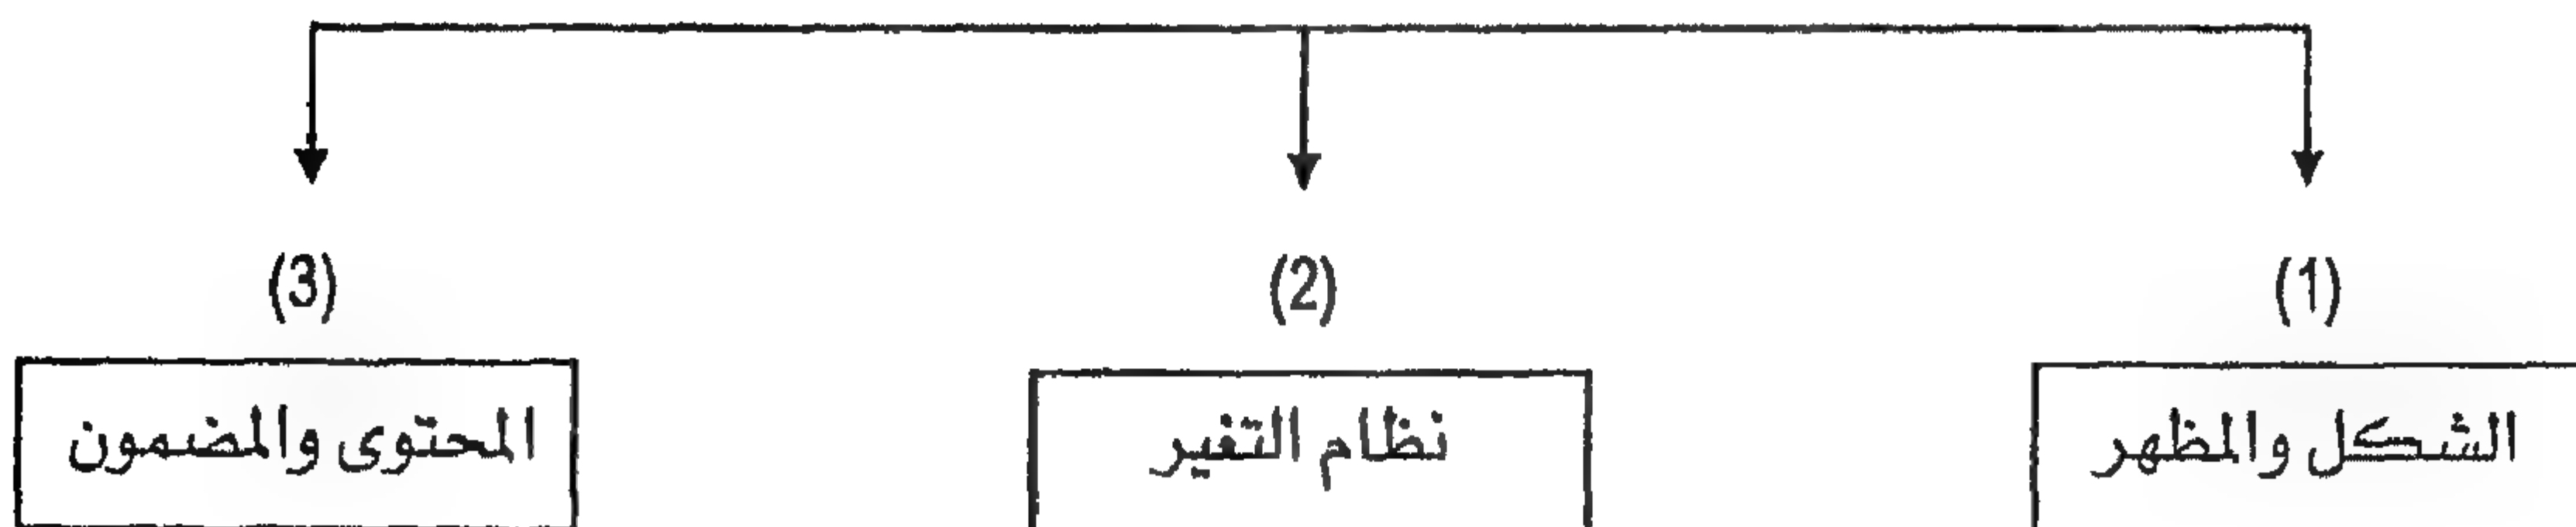 (1) (2) (3)
الشكل والمظهر نظام التغير المحتوى والمضمون